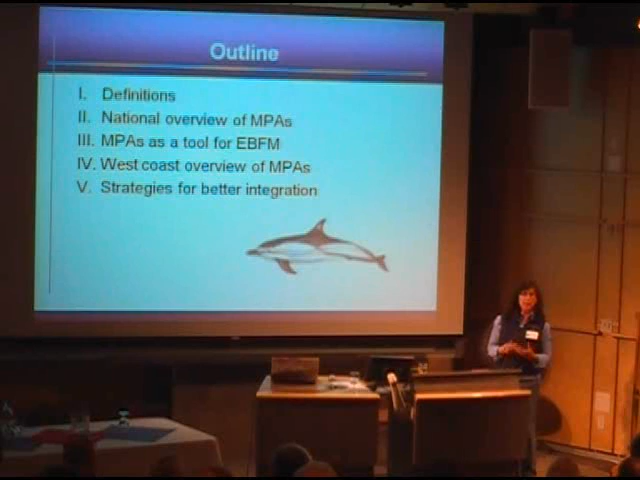 Outline
I. Definitions
II. National overview of MPAs
III. MPAs as a tool for EBFM
IV. West coast overview of MPAs
V. Strategies for better integration